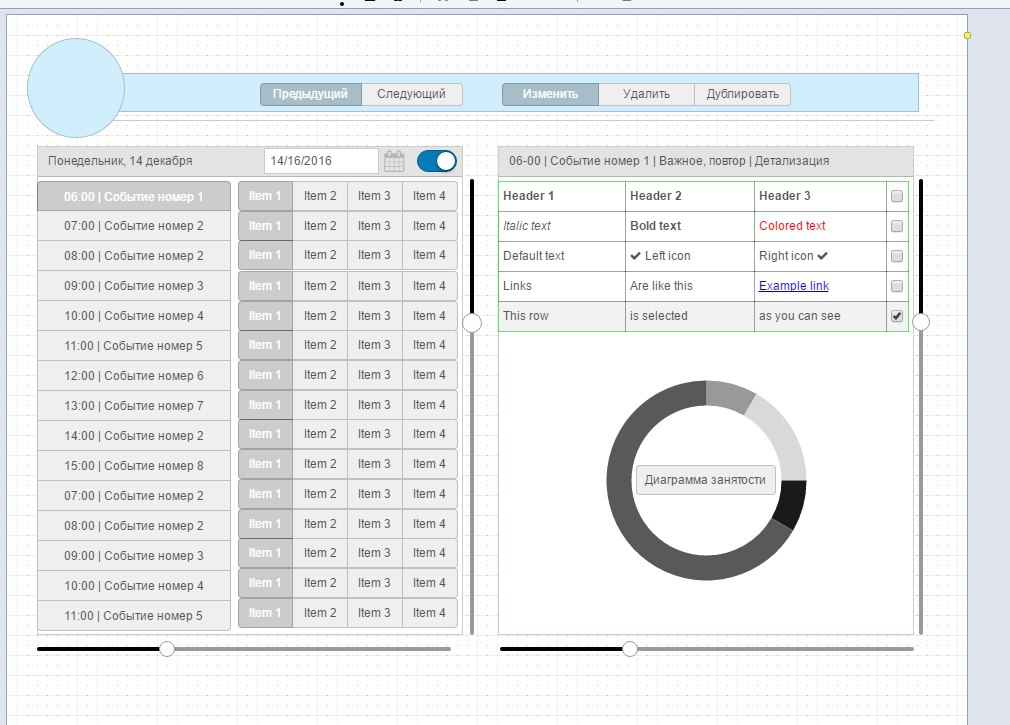 Предыдущий Следующий Изменить Удалить Дублировать
Понедельник, 14 декабря 14/16/2016
06:00 | Событие номер 1 Item 1 Item 2 Item 3 Item 4
07:00 | Событие номер 2 Item 1 Item 2 Item 3 Item 4
08:00 | Событие номер 2 Item 1 Item 2 Item 3 Item 4
09:00 | Событие номер 3 Item 1 Item 2 Item 3 Item 4
10:00 | Событие номер 4 Item 1 Item 2 Item 3 Item 4
11:00 | Событие номер 5 Item 1 Item 2 Item 3 Item 4
12:00 | Событие номер 6 Item 1 Item 2 Item 3 Item 4
13:00 | Событие номер 7 Item 1 Item 2 Item 3 Item 4
14:00 | Событие номер 2 Item 1 Item 2 Item 3 Item 4
15:00 | Событие номер 8 Item 1 Item 2 Item 3 Item 4
07:00 | Событие номер 2 Item 1 Item 2 Item 3 Item 4
08:00 | Событие номер 2 Item 1 Item 2 Item 3 Item 4
09:00 | Событие номер 3 Item 1 Item 2 Item 3 Item 4
10:00 | Событие номер 4 Item 1 Item 2 Item 3 Item 4
11:00 | Событие номер 5 Item 1 Item 2 Item 3 Item 4
06-00 | Событие номер 1 | Важное, повтор | Детализация
Header 1 Header 2 Header 3
Italic text Bold text Colored text
Default text Left icon Right icon
Links Are like this Example link
This row is selected as you can see
Диаграмма занятости